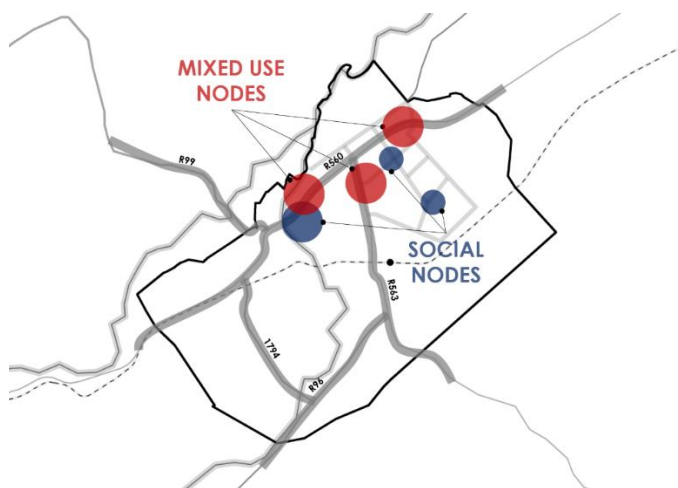 MIXED USE
NODES
R99
R560
SOCIAL
NODES
R563
1794
R96